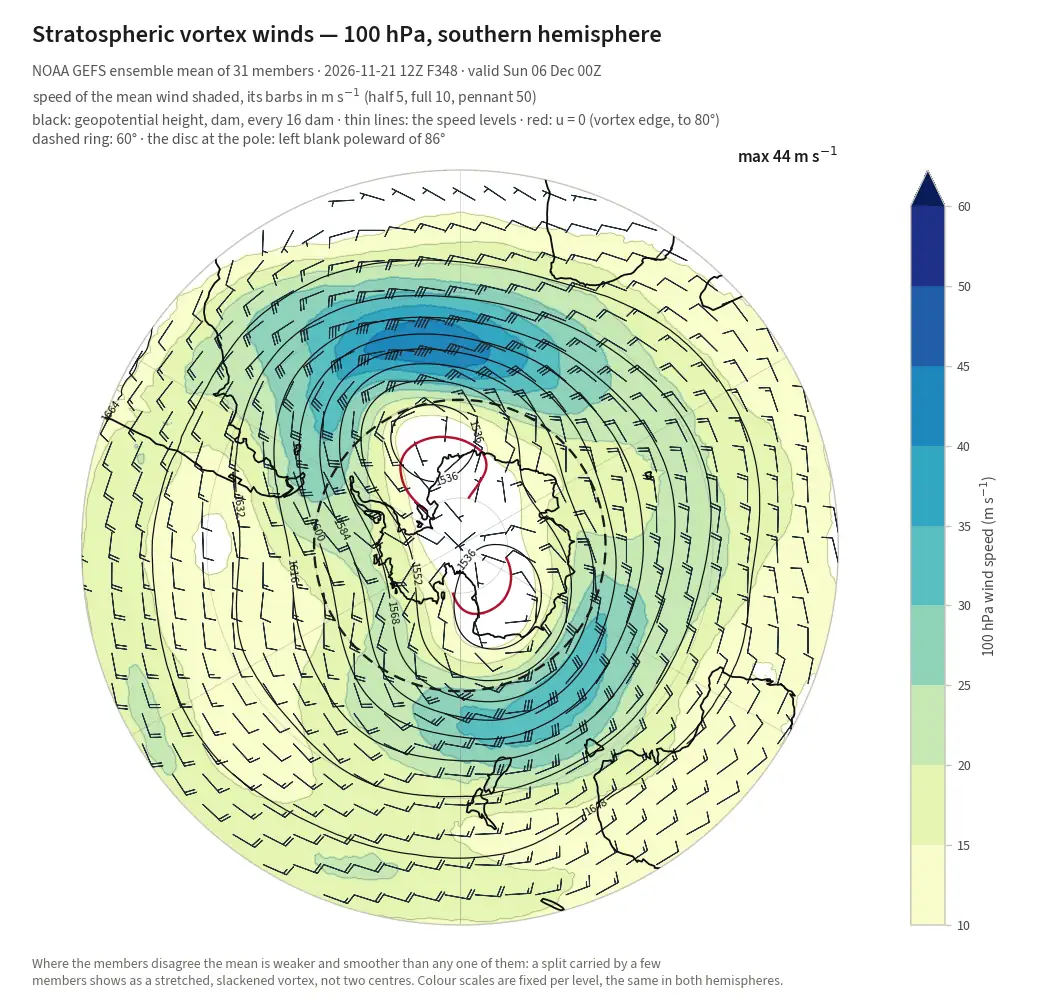 Stratospheric vortex winds — 100 hPa, southern hemisphere
NOAA GEFS ensemble mean of 31 members · 2026-11-21 12Z F348 · valid Sun 06 Dec 00Z
speed of the mean wind shaded, its barbs in m s⁻¹ (half 5, full 10, pennant 50)
black: geopotential height, dam, every 16 dam · thin lines: the speed levels · red: u = 0 (vortex edge, to 80°)
dashed ring: 60° · the disc at the pole: left blank poleward of 86°
max 44 m s⁻¹
60
50
45
40
35
30
25
20
15
10
100 hPa wind speed (m s⁻¹)
1664
1536
1536
1632
1600
1584
1536
1616
1552
1568
1648
Where the members disagree the mean is weaker and smoother than any one of them: a split carried by a few
members shows as a stretched, slackened vortex, not two centres. Colour scales are fixed per level, the same in both hemispheres.